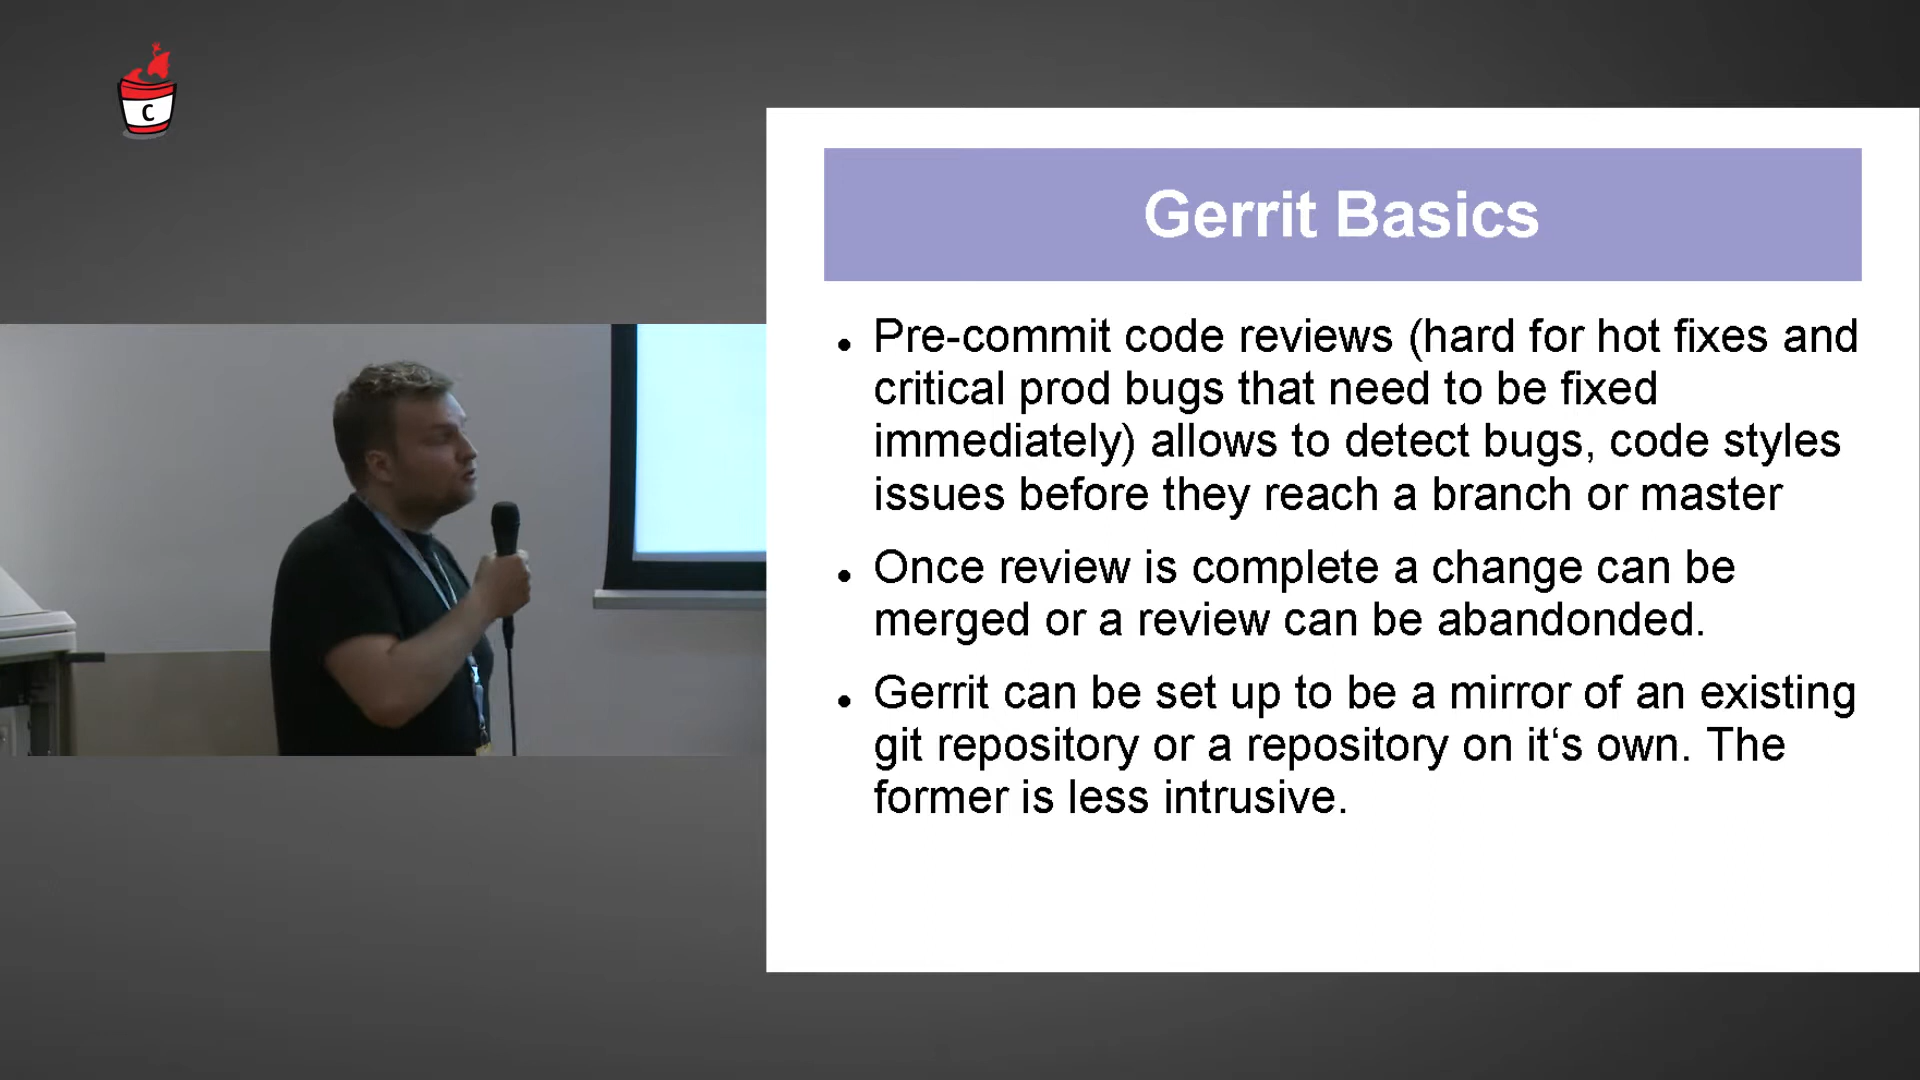 C
Gerrit Basics
Pre-commit code reviews (hard for hot fixes and
critical prod bugs that need to be fixed
immediately) allows to detect bugs, code styles
issues before they reach a branch or master
Once review is complete a change can be
merged or a review can be abandonded.
Gerrit can be set up to be a mirror of an existing
git repository or a repository on it‘s own. The
former is less intrusive.